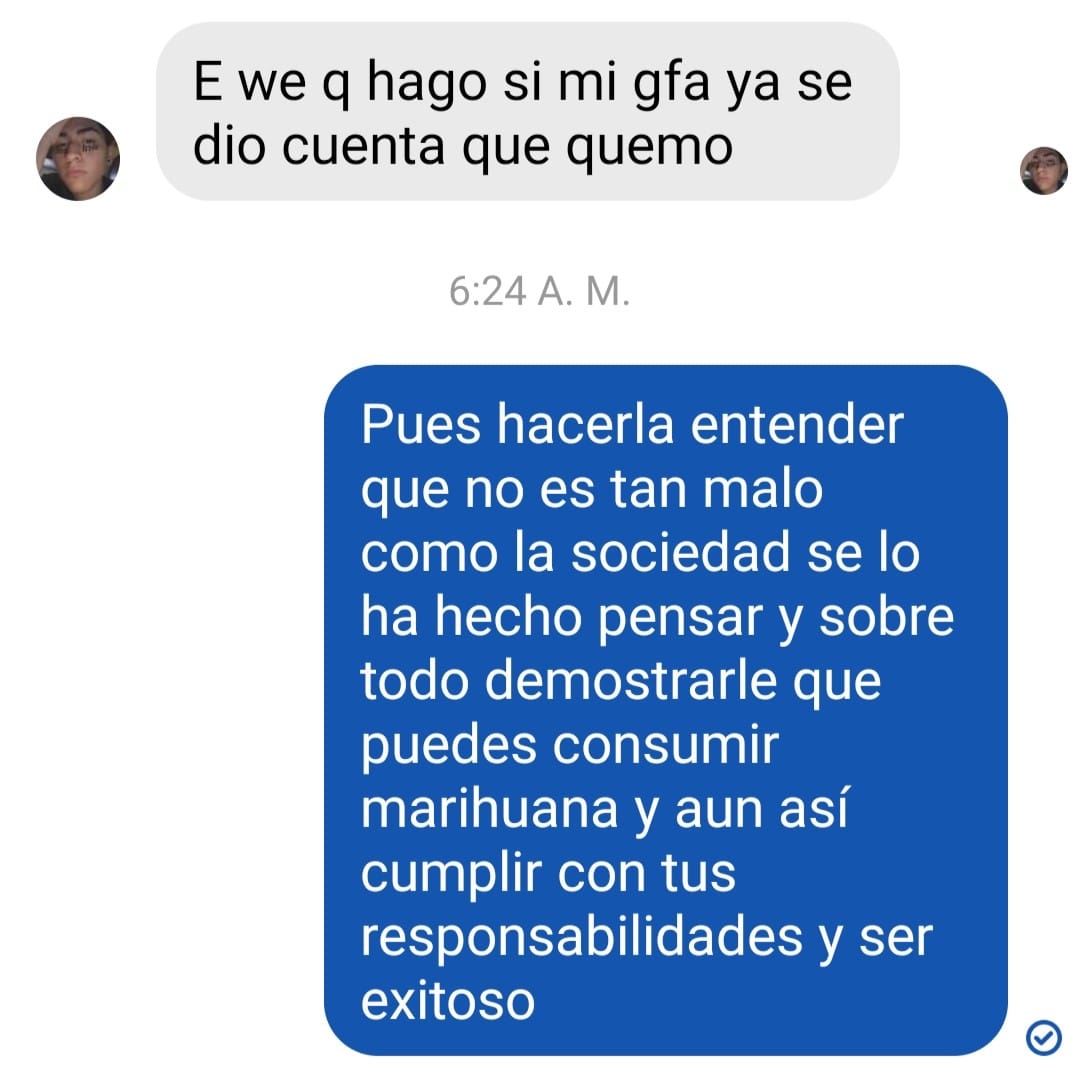 E we q hago si mi gfa ya se
dio cuenta que quemo
6:24 A. M.
Pues hacerla entender
que no es tan malo
como la sociedad se lo
ha hecho pensar y sobre
todo demostrarle que
puedes consumir
marihuana y aun así
cumplir con tus
responsabilidades y ser
exitoso